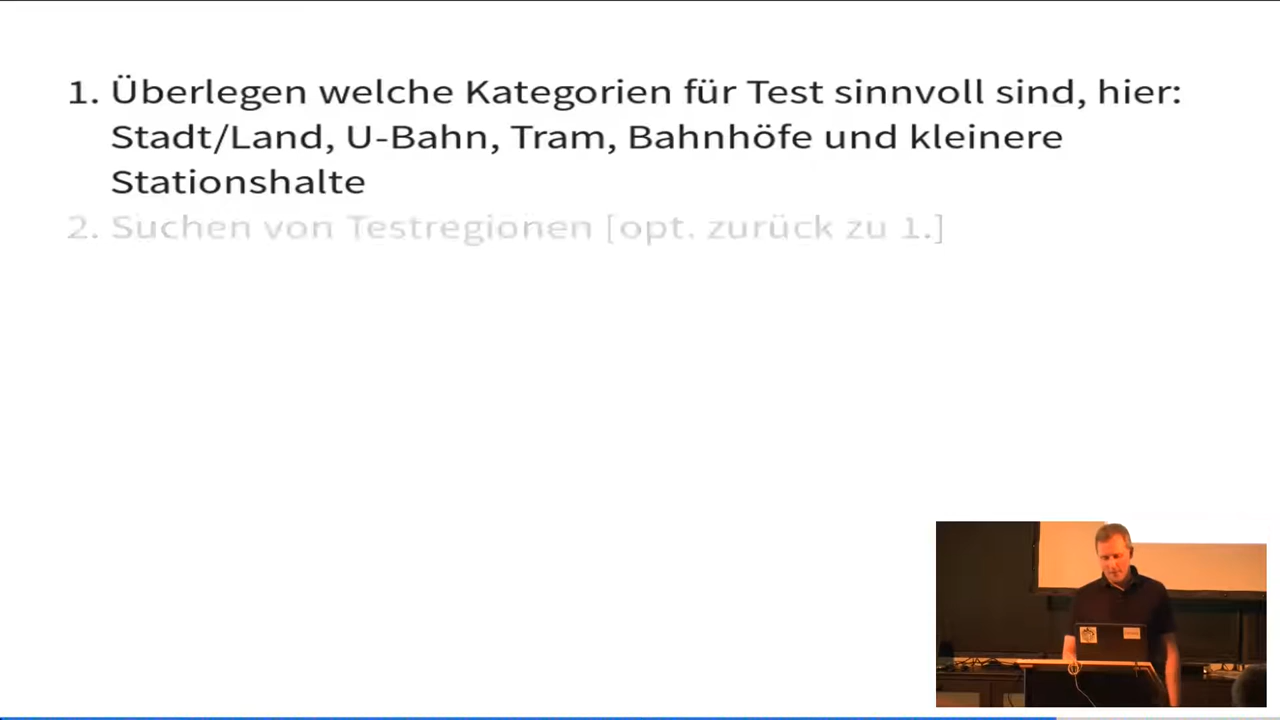 1. Überlegen welche Kategorien für Test sinnvoll sind, hier:
Stadt/Land, U-Bahn, Tram, Bahnhöfe und kleinere
Stationshalte
2. Suchen von Testregionen [opt. zurück zu 1.]